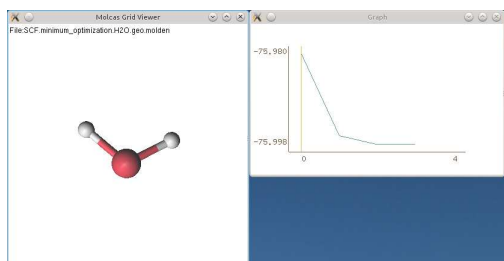 Molcas Grid Viewer
File:SCF.minimum_optimization.H2O.geo.molden
Graph
-75,980
-75,998
0
4